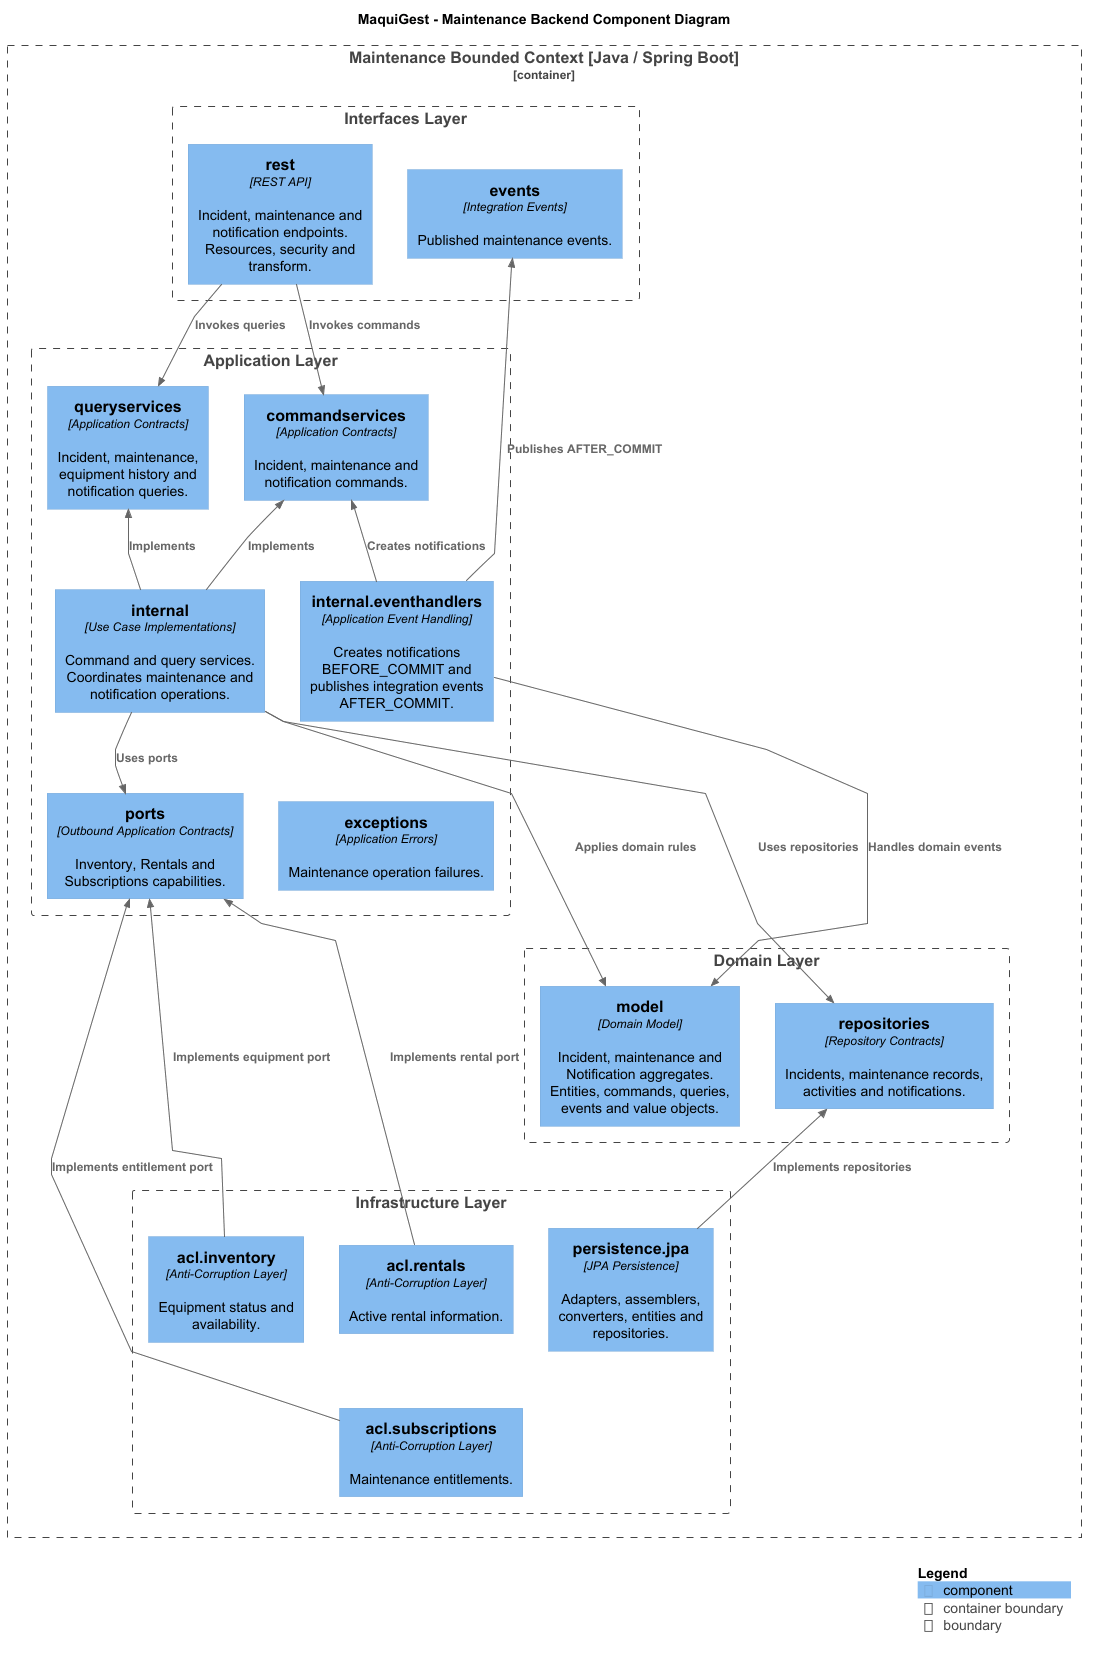 MaquiGest - Maintenance Backend Component Diagram
Maintenance Bounded Context [Java / Spring Boot]
[container]
Interfaces Layer
rest
[REST API]
Incident, maintenance and
notification endpoints.
Resources, security and
transform.
events
[Integration Events]
Published maintenance events.
Invokes queries
Invokes commands
Application Layer
queryservices
[Application Contracts]
Incident, maintenance,
equipment history and
notification queries.
commandservices
[Application Contracts]
Incident, maintenance and
notification commands.
Publishes AFTER_COMMIT
Implements
Implements
Creates notifications
internal
[Use Case Implementations]
Command and query services.
Coordinates maintenance and
notification operations.
internal.eventhandlers
[Application Event Handling]
Creates notifications
BEFORE_COMMIT and
publishes integration events
AFTER_COMMIT.
Uses ports
ports
[Outbound Application Contracts]
Inventory, Rentals and
Subscriptions capabilities.
exceptions
[Application Errors]
Maintenance operation failures.
Applies domain rules
Uses repositories
Handles domain events
Domain Layer
model
[Domain Model]
Incident, maintenance and
Notification aggregates.
Entities, commands, queries,
events and value objects.
repositories
[Repository Contracts]
Incidents, maintenance records,
activities and notifications.
Implements equipment port
Implements rental port
Implements entitlement port
Implements repositories
Infrastructure Layer
acl.inventory
[Anti-Corruption Layer]
Equipment status and
availability.
acl.rentals
[Anti-Corruption Layer]
Active rental information.
persistence.jpa
[JPA Persistence]
Adapters, assemblers,
converters, entities and
repositories.
acl.subscriptions
[Anti-Corruption Layer]
Maintenance entitlements.
Legend
component
container boundary
boundary